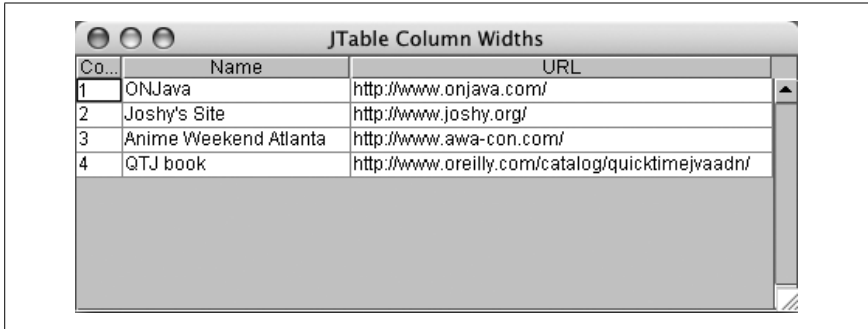 JTable Column Widths
Co... Name URL
1 ONJava http://www.onjava.com/
2 Joshy's Site http://www.joshy.org/
3 Anime Weekend Atlanta http://www.awa-con.com/
4 QTJ book http://www.oreilly.com/catalog/quicktimejvaadn/